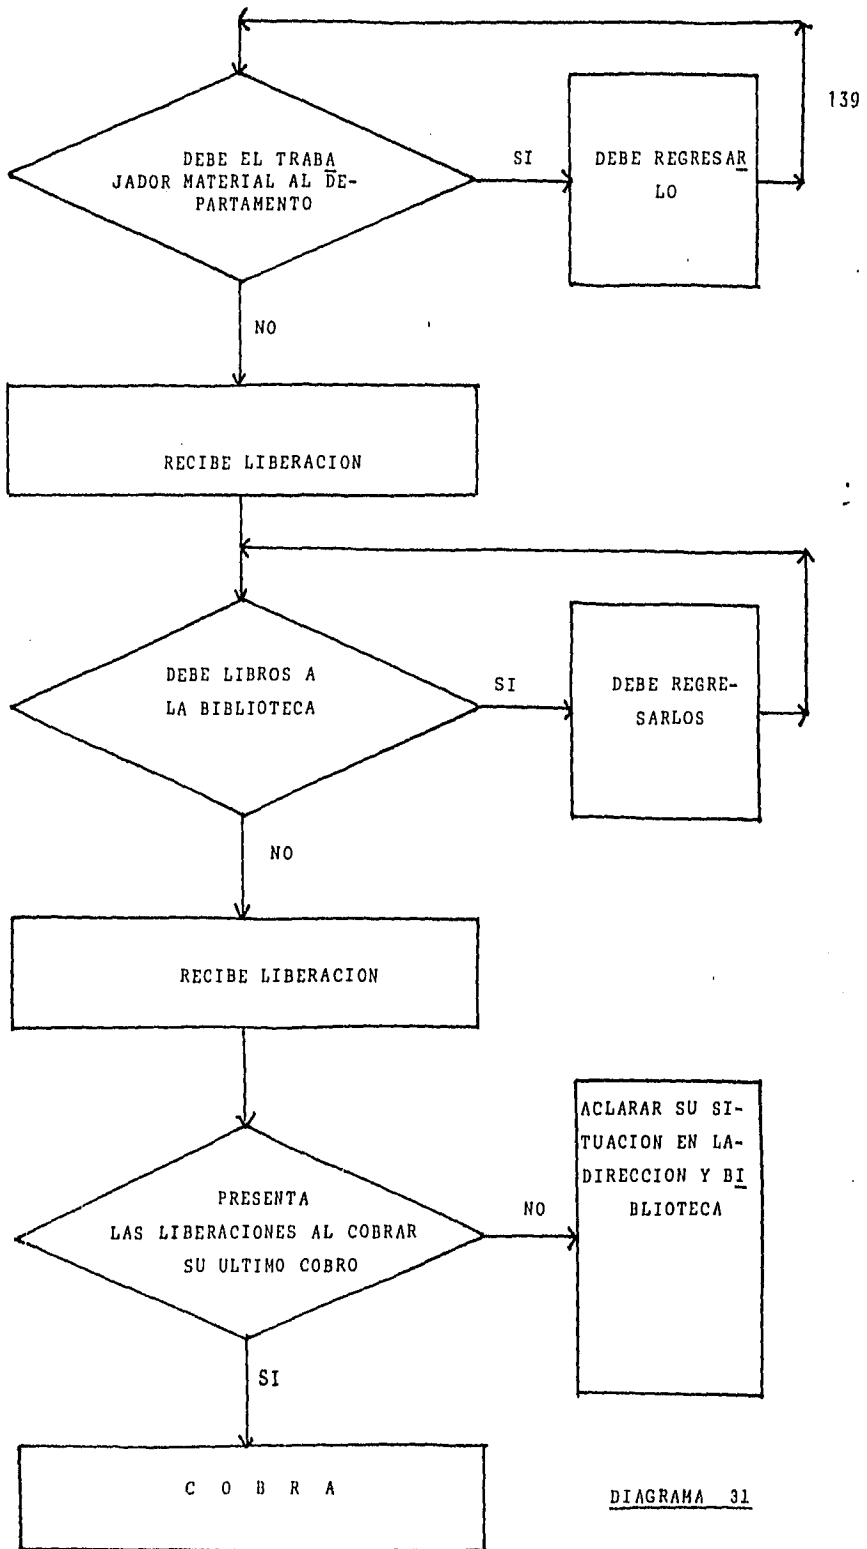 139
DEBE EL TRABA
JADOR MATERIAL AL DE-
PARTAMENTO
SI
DEBE REGRESAR
LO
NO
RECIBE LIBERACION
DEBE LIBROS A
LA BIBLIOTECA
SI
DEBE REGRE-
SARLOS
NO
RECIBE LIBERACION
PRESENTA
LAS LIBERACIONES AL COBRAR
SU ULTIMO COBRO
NO
ACLARAR SU SI-
TUACION EN LA-
DIRECCION Y BI
BLIOTECA
SI
C O B R A
DIAGRAMA 31